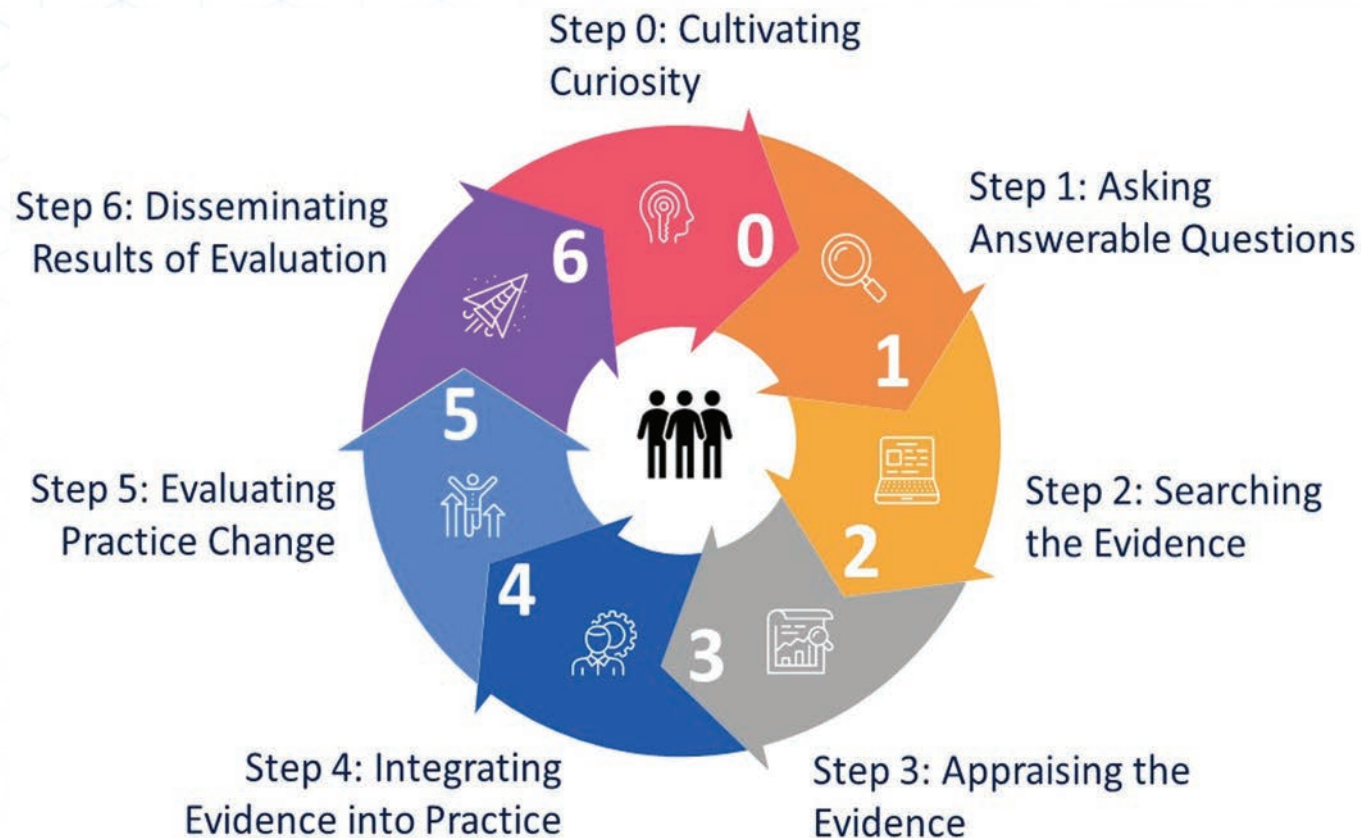 Step 0: Cultivating
Curiosity
Step 1: Asking
Answerable Questions
Step 2: Searching
the Evidence
Step 3: Appraising the
Evidence
Step 4: Integrating
Evidence into Practice
Step 5: Evaluating
Practice Change
Step 6: Disseminating
Results of Evaluation
0
1
2
3
4
5
6